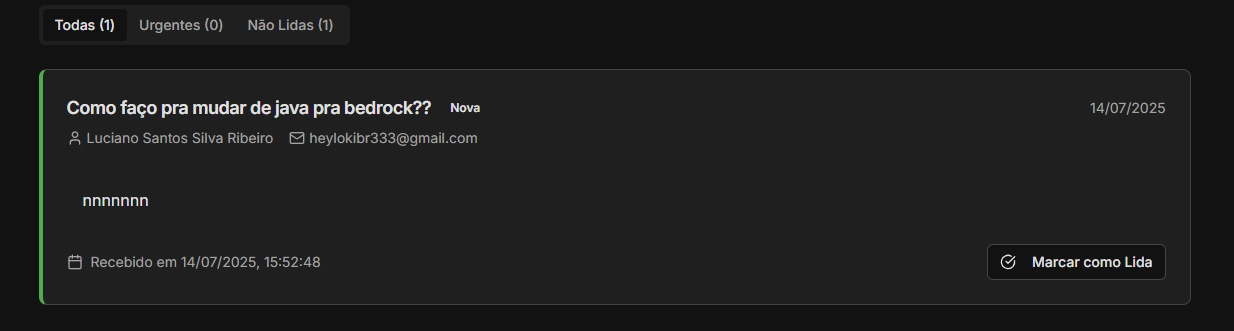 Todas (1) Urgentes (0) Não Lidas (1)
Como faço pra mudar de java pra bedrock?? Nova 14/07/2025
Luciano Santos Silva Ribeiro heylokibr333@gmail.com
nnnnnnn
Recebido em 14/07/2025, 15:52:48 Marcar como Lida